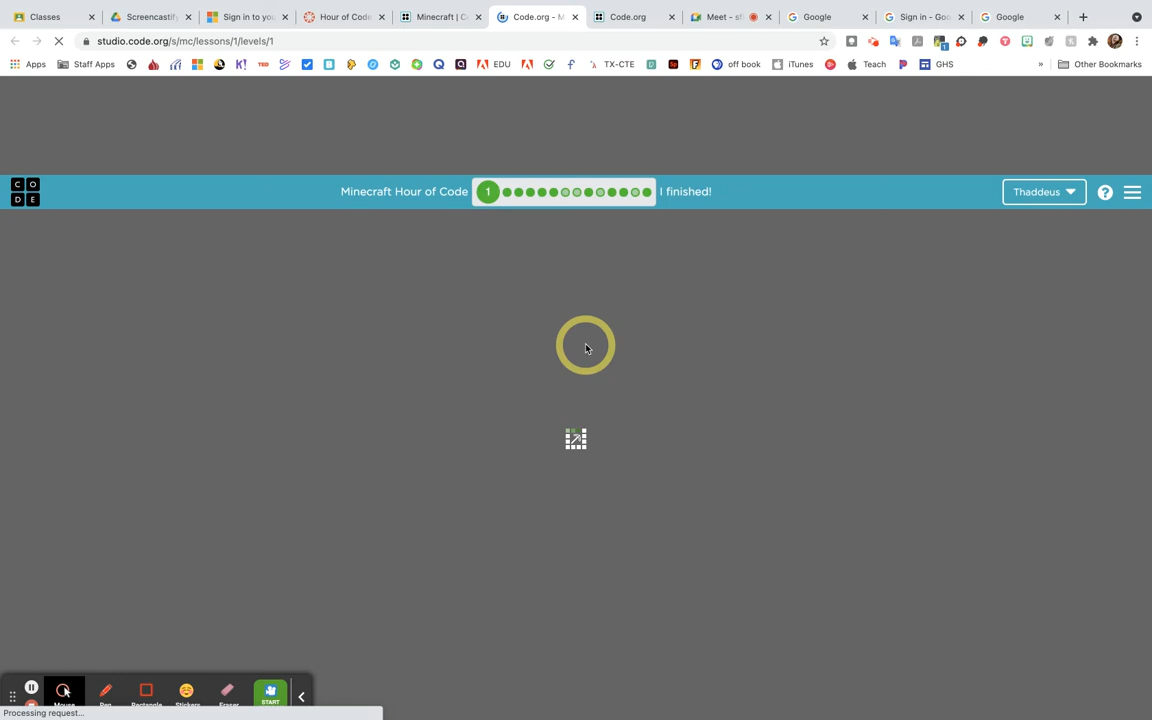 Classes
Screencastify
Sign in to you
Hour of Code
Minecraft | C
Code.org - M
Code.org
Meet - sf
Google
Sign in - Goo
Google
studio.code.org/s/mc/lessons/1/levels/1
Apps
Staff Apps
K!
TED
EDU
TX-CTE
off book
iTunes
Teach
GHS
»
Other Bookmarks
C O
D E
Minecraft Hour of Code
1
I finished!
Thaddeus
?
Mouse
Pen
Rectangle
Stickers
Eraser
START
Processing request...